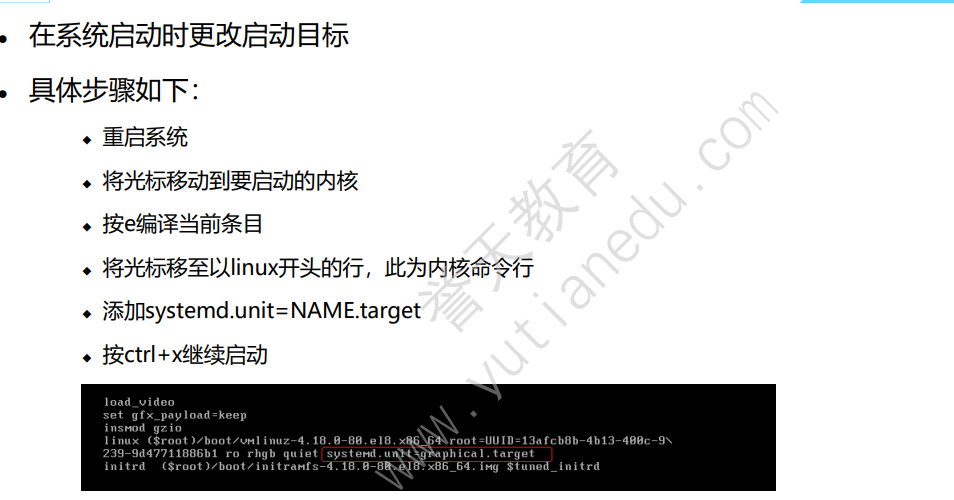 在系统启动时更改启动目标
具体步骤如下：
重启系统
将光标移动到要启动的内核
按e编译当前条目
将光标移至以linux开头的行，此为内核命令行
添加systemd.unit=NAME.target
按ctrl+x继续启动
load_video
set gfx_payload=keep
insmod gzio
linux ($root)/boot/vmlinuz-4.18.0-80.el8.x86_64 root=UUID=13afcb8b-4b13-400c-9\
239-9d47711886b1 ro rhgb quiet systemd.unit=graphical.target
initrd ($root)/boot/initramfs-4.18.0-80.el8.x86_64.img $tuned_initrd
誉天教育
www.yutianedu.com